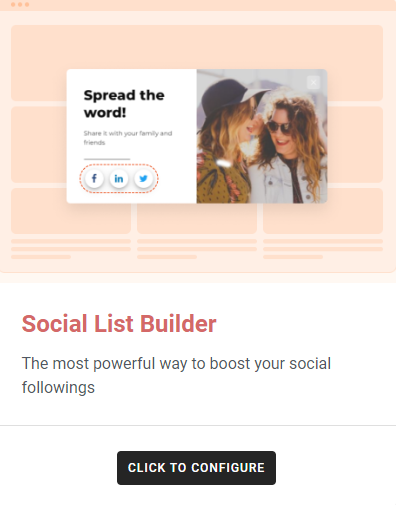 Spread the
word!
Share it with your family and
friends
Social List Builder
The most powerful way to boost your social
followings
CLICK TO CONFIGURE